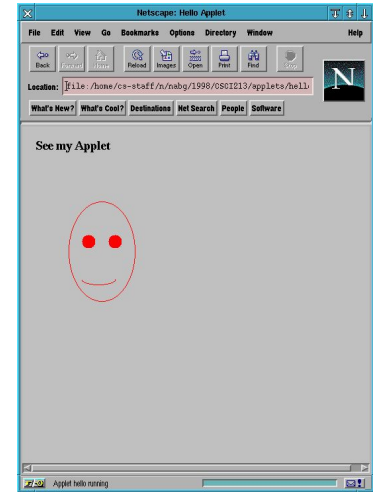 Netscape: Hello Applet
File Edit View Go Bookmarks Options Directory Window Help
Back Forward Home Reload Images Open Print Find Stop
Location: file:/home/cs-staff/n/nabg/1998/CSCI213/applets/hell
N
What's New? What's Cool? Destinations Net Search People Software
See my Applet
Applet hello running